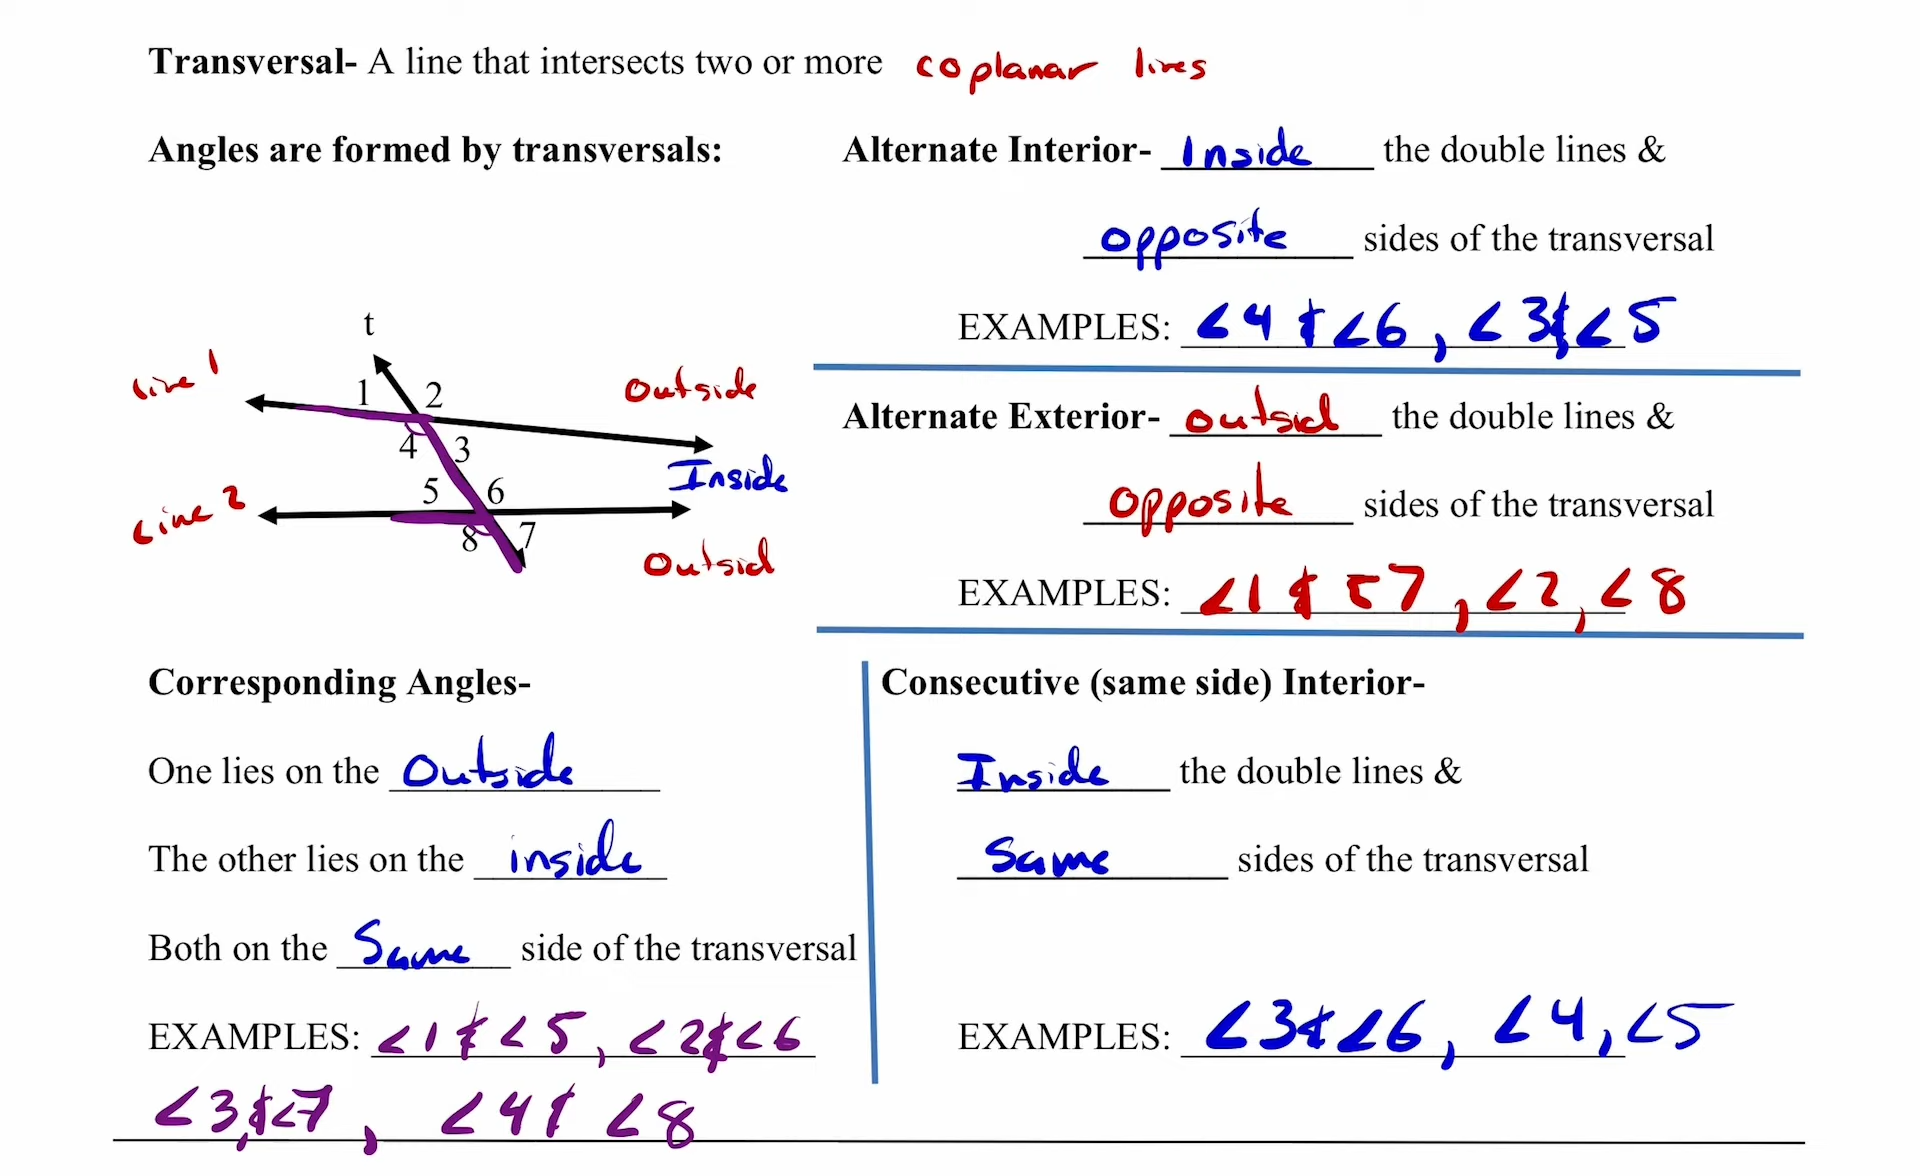 Transversal- A line that intersects two or more coplanar lines
Angles are formed by transversals:
Alternate Interior- Inside the double lines &
opposite sides of the transversal
EXAMPLES: ∠4 & ∠6, ∠3 & ∠5
t
line 1
1 2
Outside
4 3
Inside
5 6
Line 2
8 7
Outsid
Alternate Exterior- outsid the double lines &
opposite sides of the transversal
EXAMPLES: ∠1 & ∠7, ∠2, ∠8
Corresponding Angles-
One lies on the Outside
The other lies on the inside
Both on the Same side of the transversal
EXAMPLES: ∠1 & ∠5, ∠2 & ∠6
∠3, & ∠7, ∠4 & ∠8
Consecutive (same side) Interior-
Inside the double lines &
Same sides of the transversal
EXAMPLES: ∠3 & ∠6, ∠4, ∠5